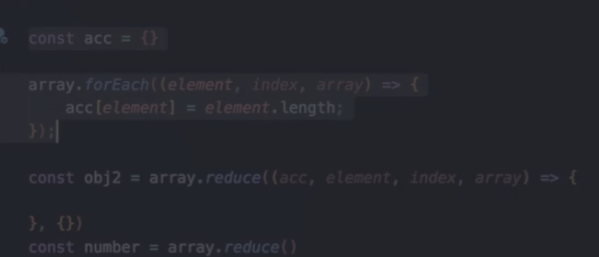 const acc = {}
array.forEach((element, index, array) => {
acc[element] = element.length;
});
const obj2 = array.reduce((acc, element, index, array) => {
}, {})
const number = array.reduce()